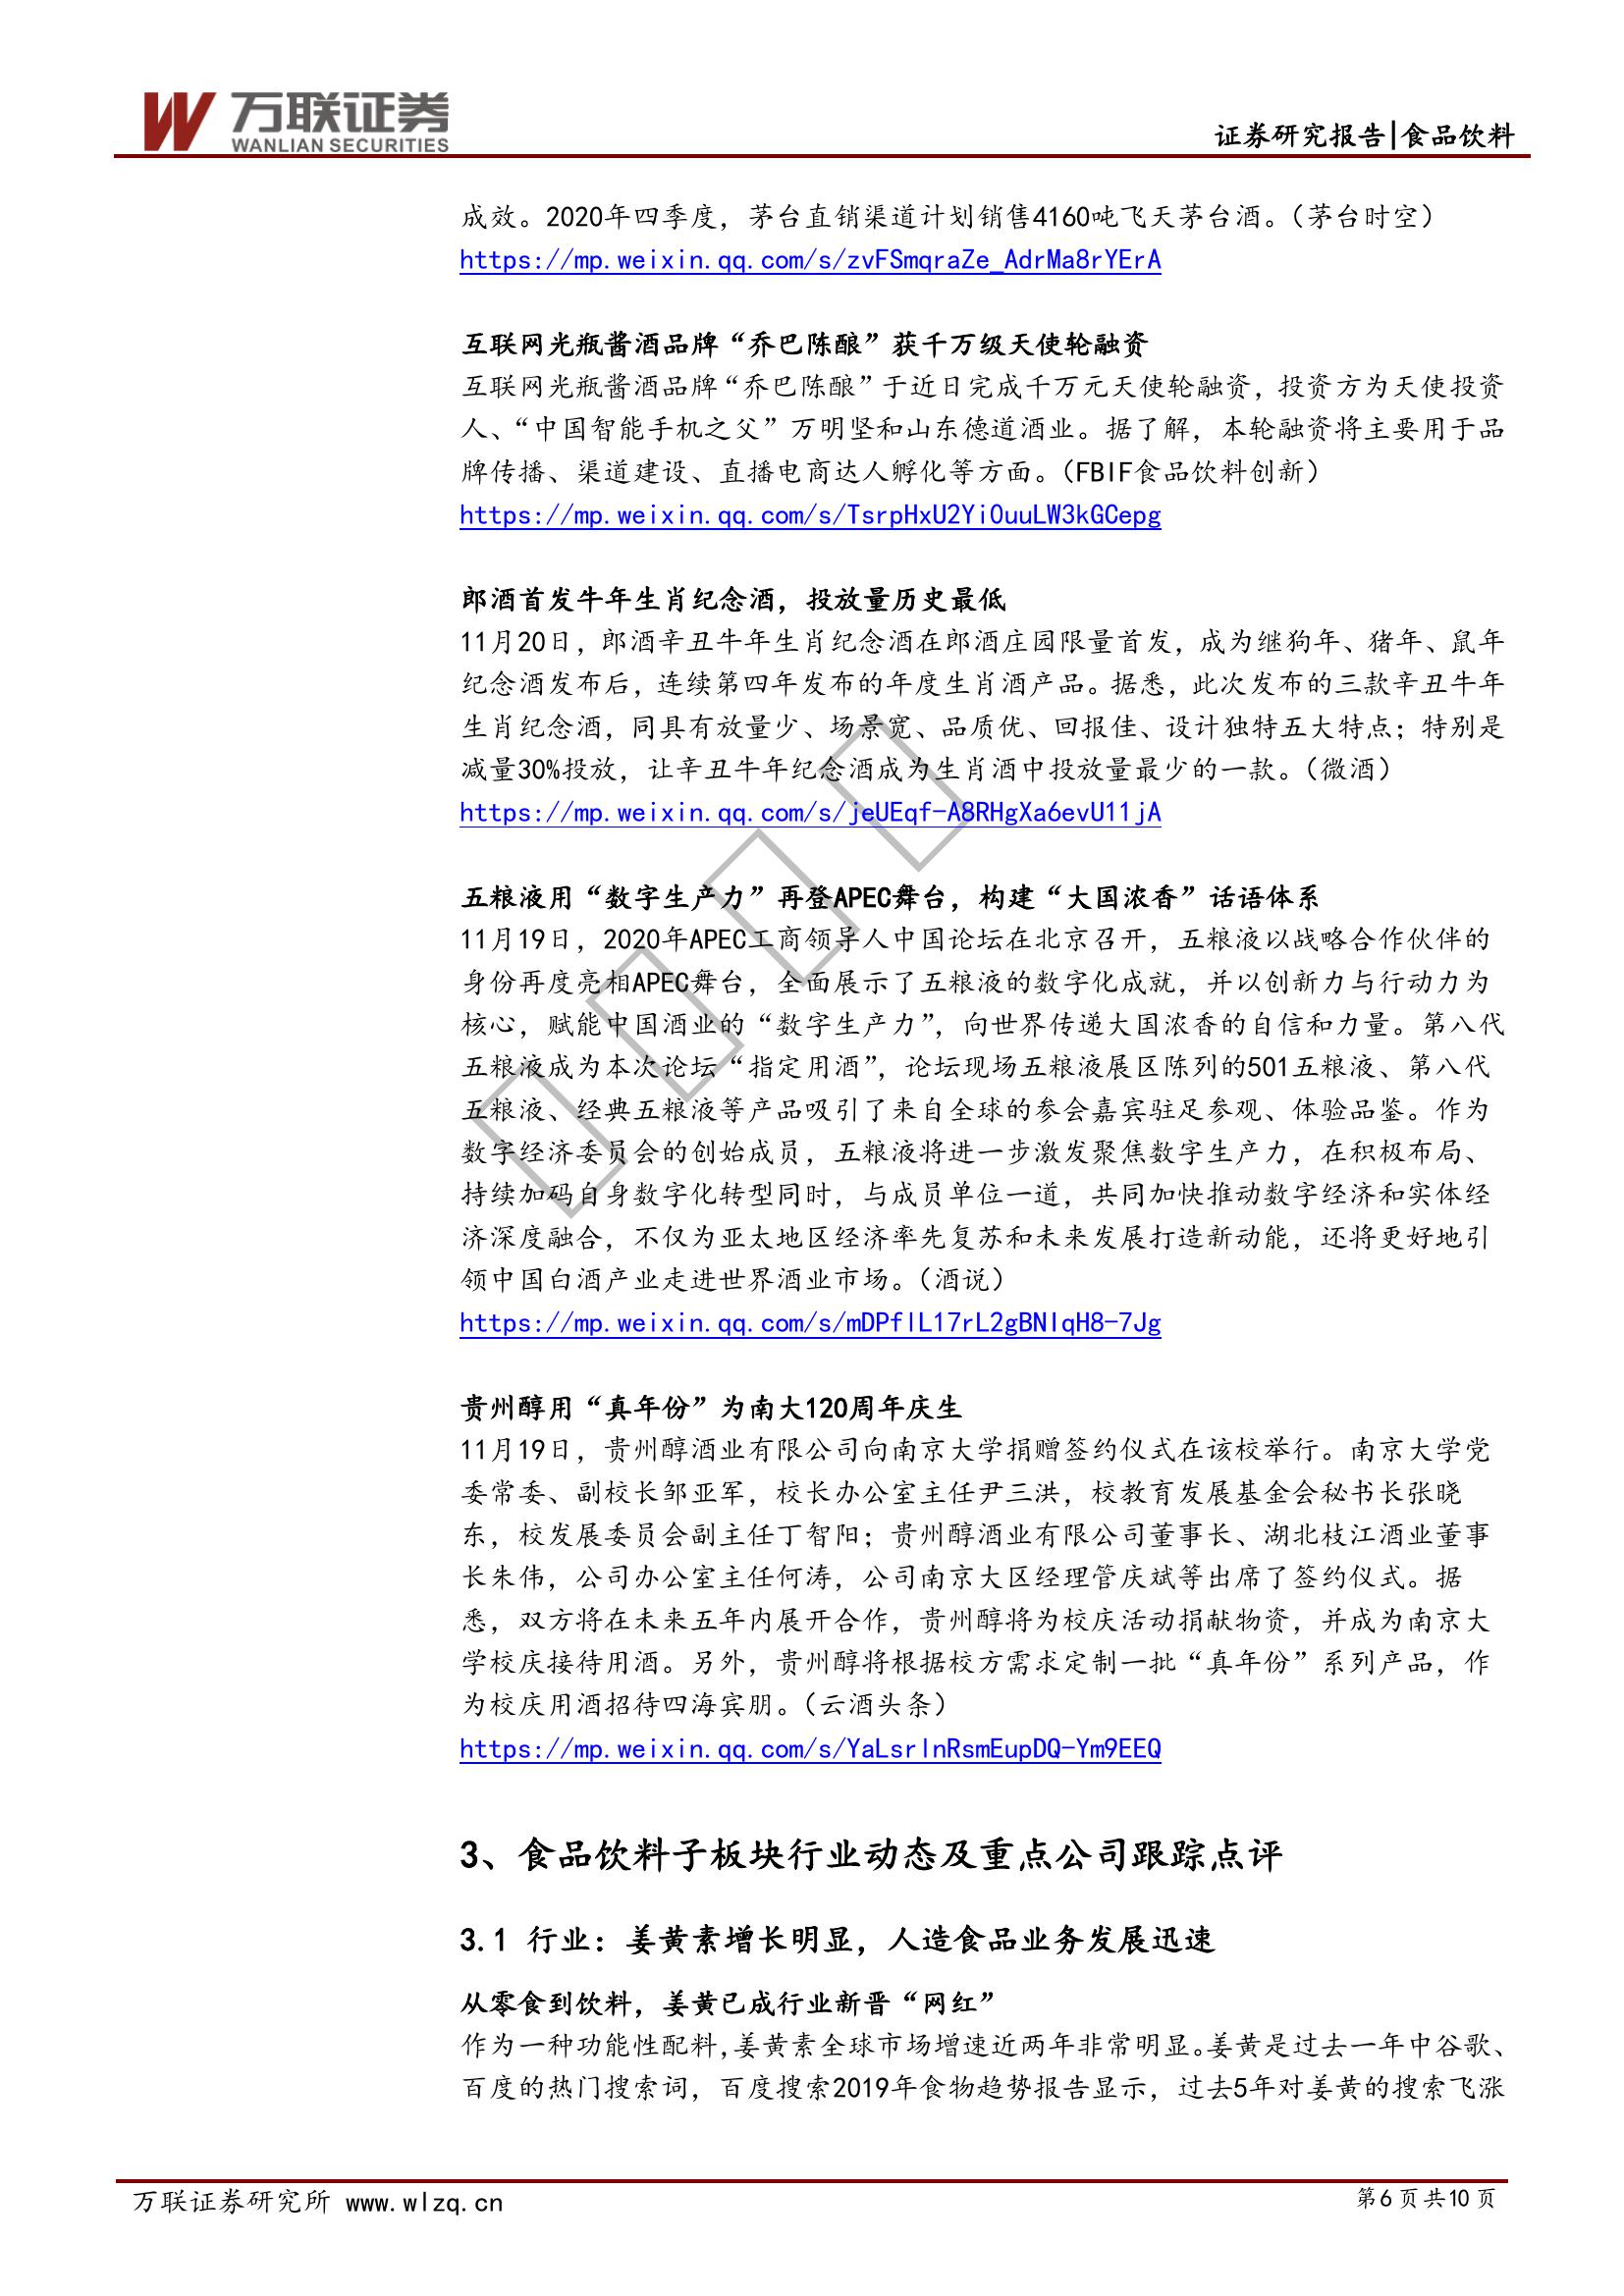 万联证券
WANLIAN SECURITIES
证券研究报告|食品饮料
成效。2020年四季度，茅台直销渠道计划销售4160吨飞天茅台酒。（茅台时空）
https://mp.weixin.qq.com/s/zvFSmqraZe_AdrMa8rYErA
互联网光瓶酱酒品牌“乔巴陈酿”获千万级天使轮融资
互联网光瓶酱酒品牌“乔巴陈酿”于近日完成千万元天使轮融资，投资方为天使投资
人、“中国智能手机之父”万明坚和山东德道酒业。据了解，本轮融资将主要用于品
牌传播、渠道建设、直播电商达人孵化等方面。（FBIF食品饮料创新）
https://mp.weixin.qq.com/s/TsrpHxU2Yi0uuLW3kGCepg
郎酒首发牛年生肖纪念酒，投放量历史最低
11月20日，郎酒辛丑牛年生肖纪念酒在郎酒庄园限量首发，成为继狗年、猪年、鼠年
纪念酒发布后，连续第四年发布的年度生肖酒产品。据悉，此次发布的三款辛丑牛年
生肖纪念酒，同具有放量少、场景宽、品质优、回报佳、设计独特五大特点；特别是
减量30%投放，让辛丑牛年纪念酒成为生肖酒中投放量最少的一款。（微酒）
https://mp.weixin.qq.com/s/jeUEqf-A8RHgXa6evU11jA
五粮液用“数字生产力”再登APEC舞台，构建“大国浓香”话语体系
11月19日，2020年APEC工商领导人中国论坛在北京召开，五粮液以战略合作伙伴的
身份再度亮相APEC舞台，全面展示了五粮液的数字化成就，并以创新力与行动力为
核心，赋能中国酒业的“数字生产力”，向世界传递大国浓香的自信和力量。第八代
五粮液成为本次论坛“指定用酒”，论坛现场五粮液展区陈列的501五粮液、第八代
五粮液、经典五粮液等产品吸引了来自全球的参会嘉宾驻足参观、体验品鉴。作为
数字经济委员会的创始成员，五粮液将进一步激发聚焦数字生产力，在积极布局、
持续加码自身数字化转型同时，与成员单位一道，共同加快推动数字经济和实体经
济深度融合，不仅为亚太地区经济率先复苏和未来发展打造新动能，还将更好地引
领中国白酒产业走进世界酒业市场。（酒说）
https://mp.weixin.qq.com/s/mDPflL17rL2gBNIqH8-7Jg
贵州醇用“真年份”为南大120周年庆生
11月19日，贵州醇酒业有限公司向南京大学捐赠签约仪式在该校举行。南京大学党
委常委、副校长邹亚军，校长办公室主任尹三洪，校教育发展基金会秘书长张晓
东，校发展委员会副主任丁智阳；贵州醇酒业有限公司董事长、湖北枝江酒业董事
长朱伟，公司办公室主任何涛，公司南京大区经理管庆斌等出席了签约仪式。据
悉，双方将在未来五年内展开合作，贵州醇将为校庆活动捐献物资，并成为南京大
学校庆接待用酒。另外，贵州醇将根据校方需求定制一批“真年份”系列产品，作
为校庆用酒招待四海宾朋。（云酒头条）
https://mp.weixin.qq.com/s/YaLsrlnRsmEupDQ-Ym9EEQ
3、食品饮料子板块行业动态及重点公司跟踪点评
3.1 行业：姜黄素增长明显，人造食品业务发展迅速
从零食到饮料，姜黄已成行业新晋“网红”
作为一种功能性配料,姜黄素全球市场增速近两年非常明显。姜黄是过去一年中谷歌、
百度的热门搜索词，百度搜索2019年食物趋势报告显示，过去5年对姜黄的搜索飞涨
万联证券研究所 www.wlzq.cn
第6页共10页